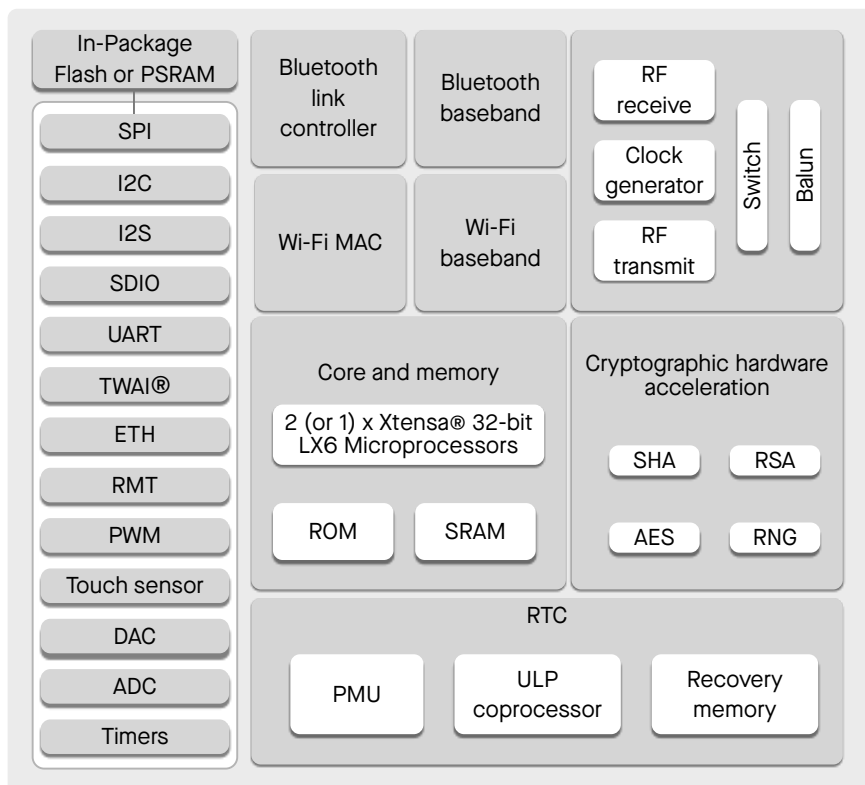 In-Package
Flash or PSRAM
SPI
I2C
I2S
SDIO
UART
TWAI®
ETH
RMT
PWM
Touch sensor
DAC
ADC
Timers
Bluetooth
link
controller
Bluetooth
baseband
Wi-Fi MAC
Wi-Fi
baseband
RF
receive
Clock
generator
RF
transmit
Switch
Balun
Core and memory
2 (or 1) x Xtensa® 32-bit
LX6 Microprocessors
ROM
SRAM
Cryptographic hardware
acceleration
SHA
RSA
AES
RNG
RTC
PMU
ULP
coprocessor
Recovery
memory